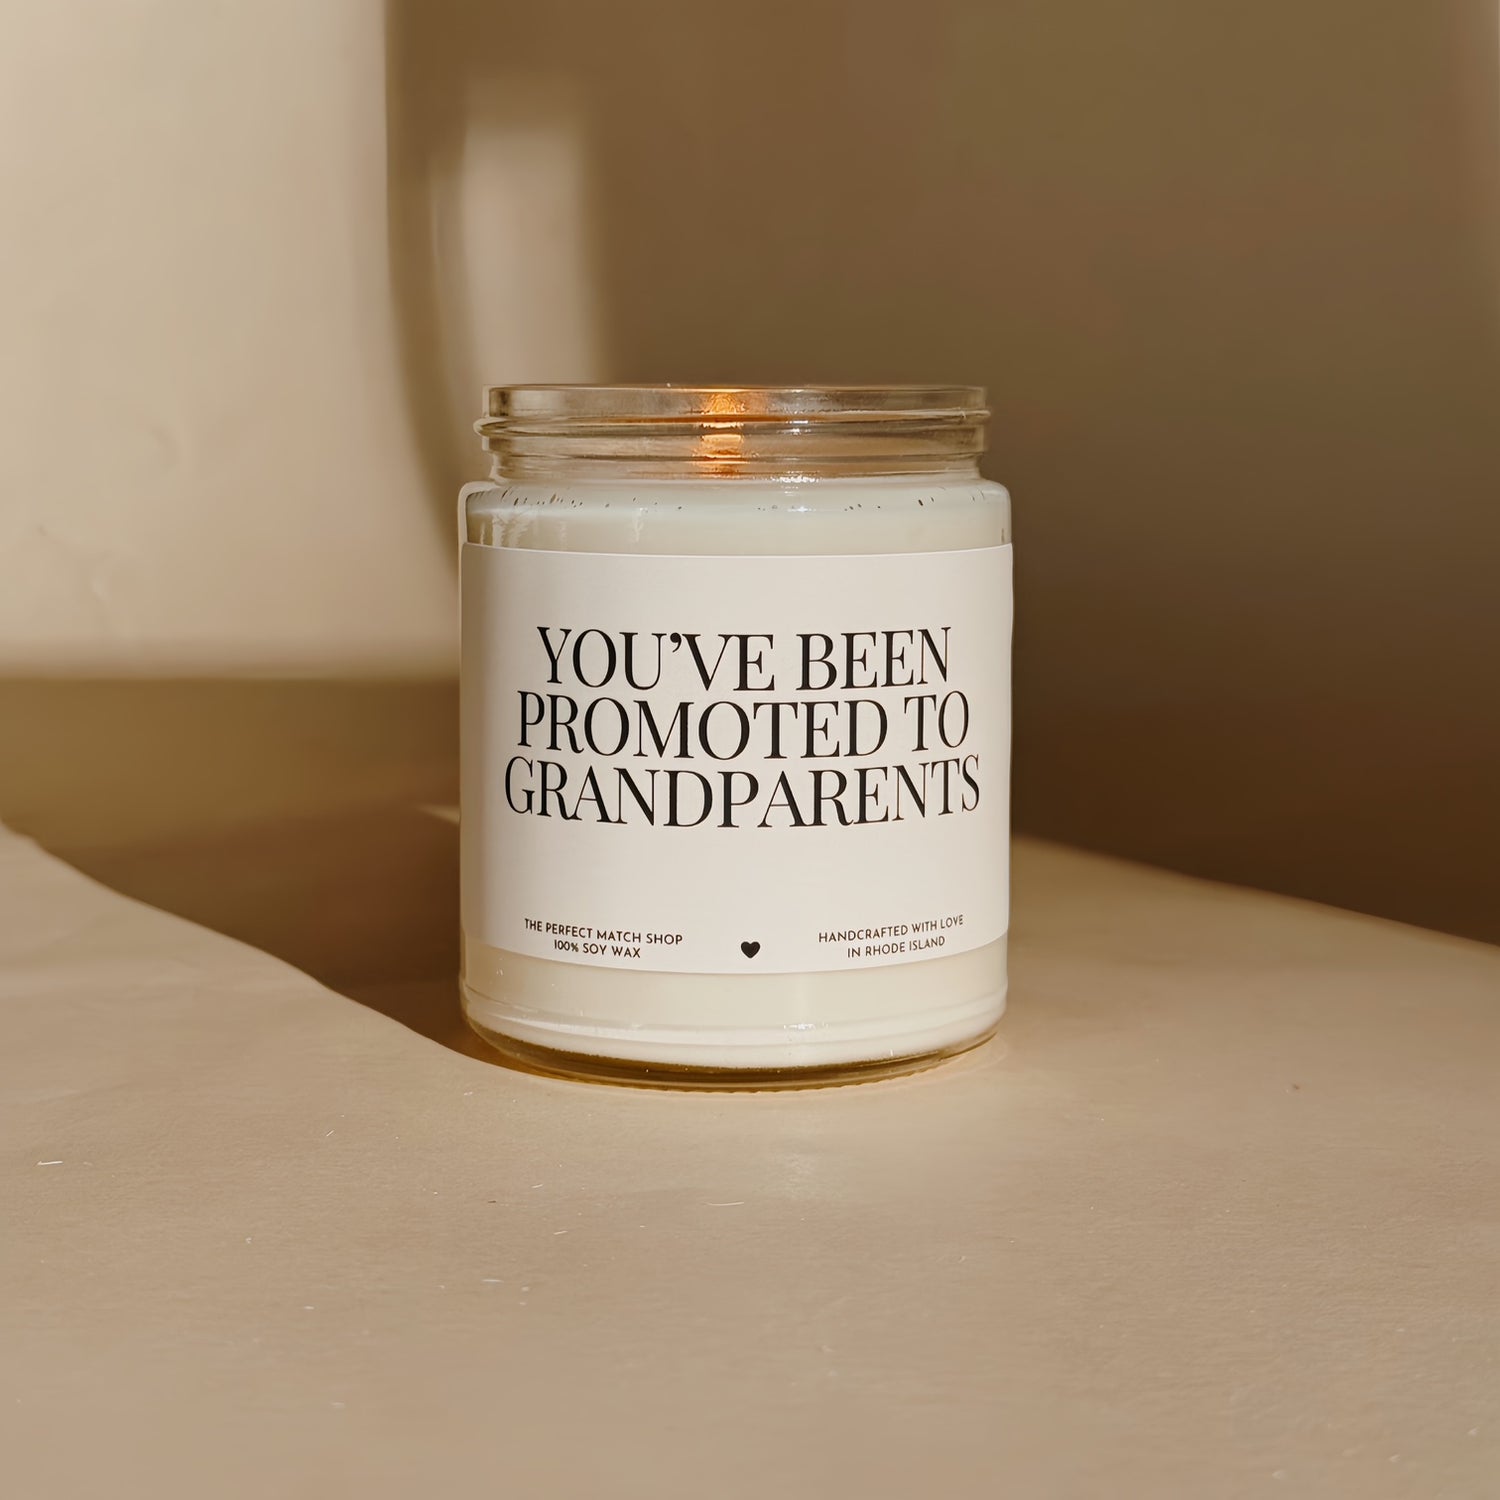 YOU’VE BEEN
PROMOTED TO
GRANDPARENTS
THE PERFECT MATCH SHOP
100% SOY WAX
HANDCRAFTED WITH LOVE
IN RHODE ISLAND